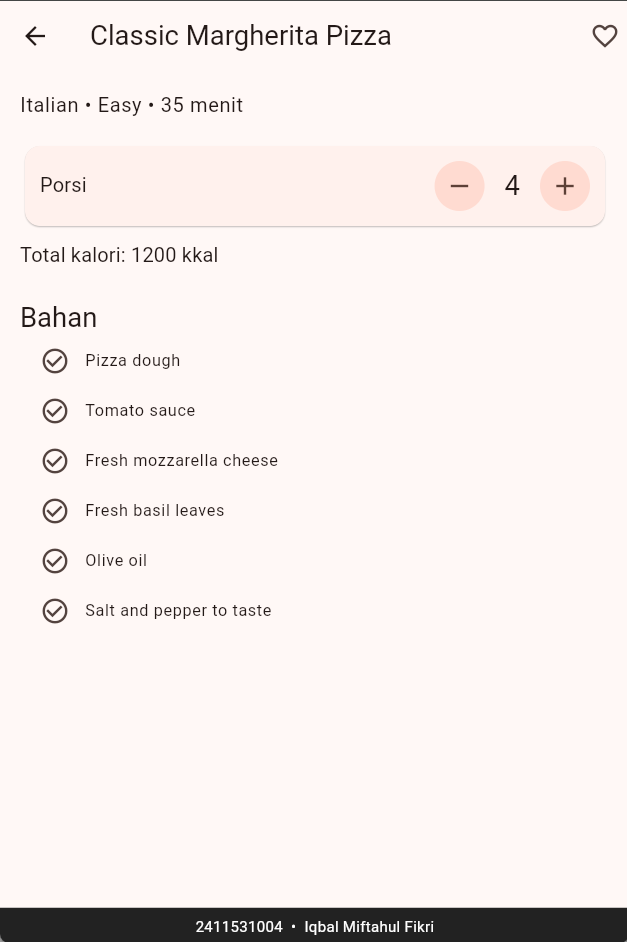 Classic Margherita Pizza
Italian • Easy • 35 menit
Porsi
4
Total kalori: 1200 kkal
Bahan
Pizza dough
Tomato sauce
Fresh mozzarella cheese
Fresh basil leaves
Olive oil
Salt and pepper to taste
2411531004 • Iqbal Miftahul Fikri